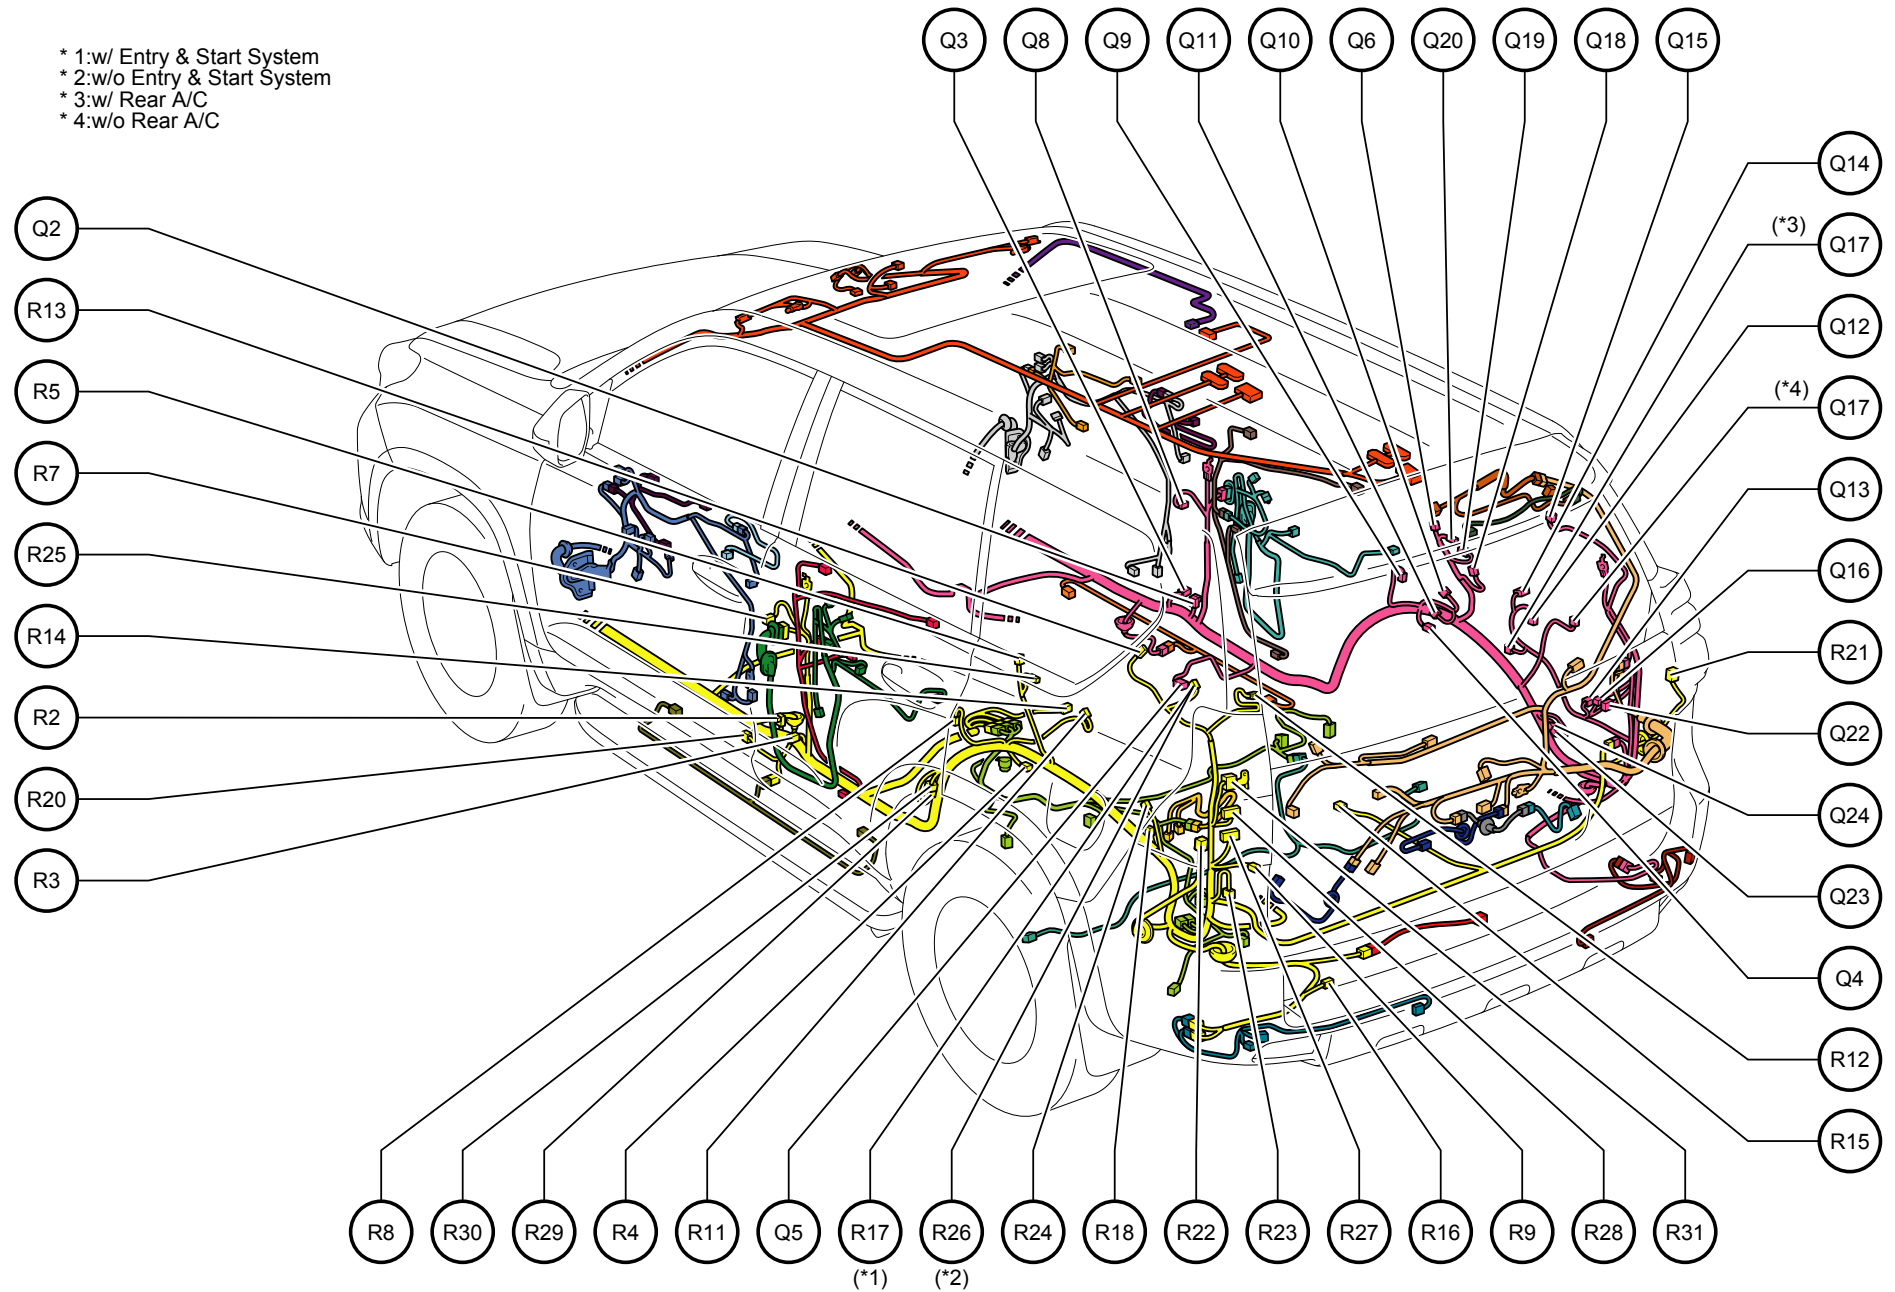 * 1:w/ Entry & Start System
* 2:w/o Entry & Start System
* 3:w/ Rear A/C
* 4:w/o Rear A/C
Q3 Q8 Q9 Q11 Q10 Q6 Q20 Q19 Q18 Q15
Q14
(*3) Q17
Q12
(*4) Q17
Q13
Q16
R21
Q22
Q24
Q23
Q4
R12
R15
Q2
R13
R5
R7
R25
R14
R2
R20
R3
R8 R30 R29 R4 R11 Q5 R17 R26 R24 R18 R22 R23 R27 R16 R9 R28 R31
(*1) (*2)